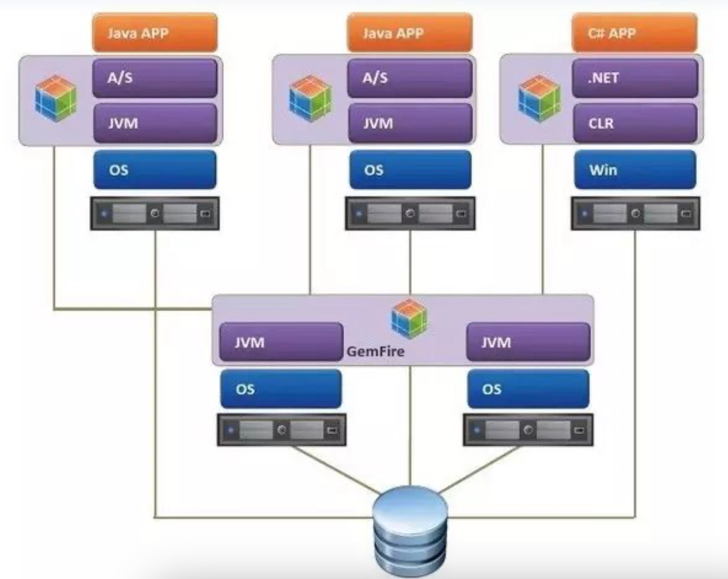 Java APP
Java APP
C# APP
A/S
A/S
.NET
JVM
JVM
CLR
OS
OS
Win
JVM
GemFire
JVM
OS
OS